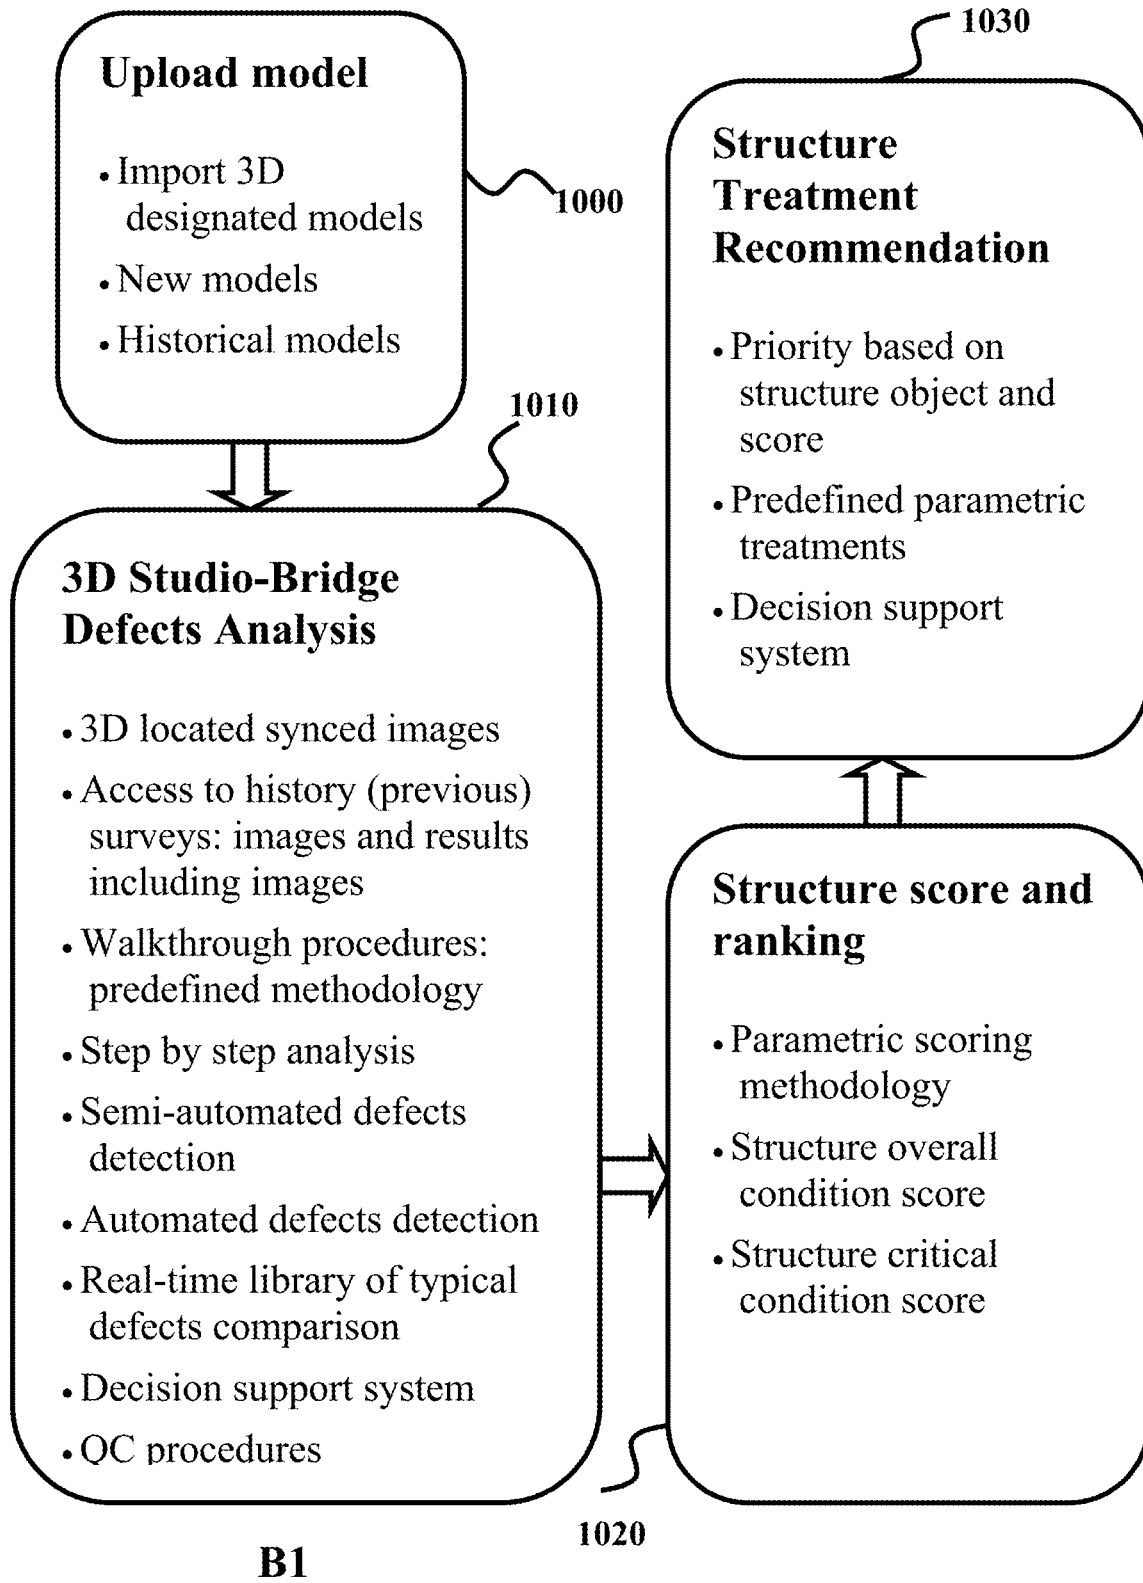 Upload model
• Import 3D
designated models
• New models
• Historical models
1000
1010
3D Studio-Bridge
Defects Analysis
• 3D located synced images
• Access to history (previous)
surveys: images and results
including images
• Walkthrough procedures:
predefined methodology
• Step by step analysis
• Semi-automated defects
detection
• Automated defects detection
• Real-time library of typical
defects comparison
• Decision support system
• QC procedures
B1
1020
Structure score and
ranking
• Parametric scoring
methodology
• Structure overall
condition score
• Structure critical
condition score
1030
Structure
Treatment
Recommendation
• Priority based on
structure object and
score
• Predefined parametric
treatments
• Decision support
system